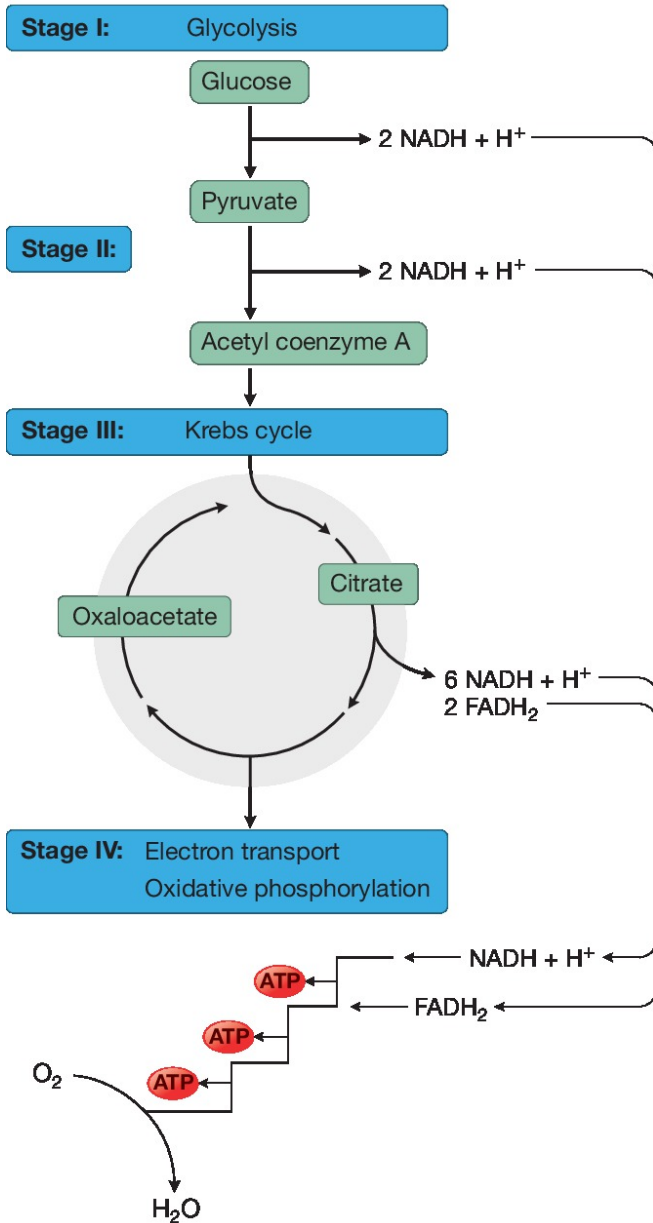 Stage I: Glycolysis
Glucose
2 NADH + H⁺
Pyruvate
Stage II:
2 NADH + H⁺
Acetyl coenzyme A
Stage III: Krebs cycle
Citrate
Oxaloacetate
6 NADH + H⁺
2 FADH₂
Stage IV: Electron transport
Oxidative phosphorylation
NADH + H⁺
ATP
FADH₂
ATP
ATP
O₂
H₂O